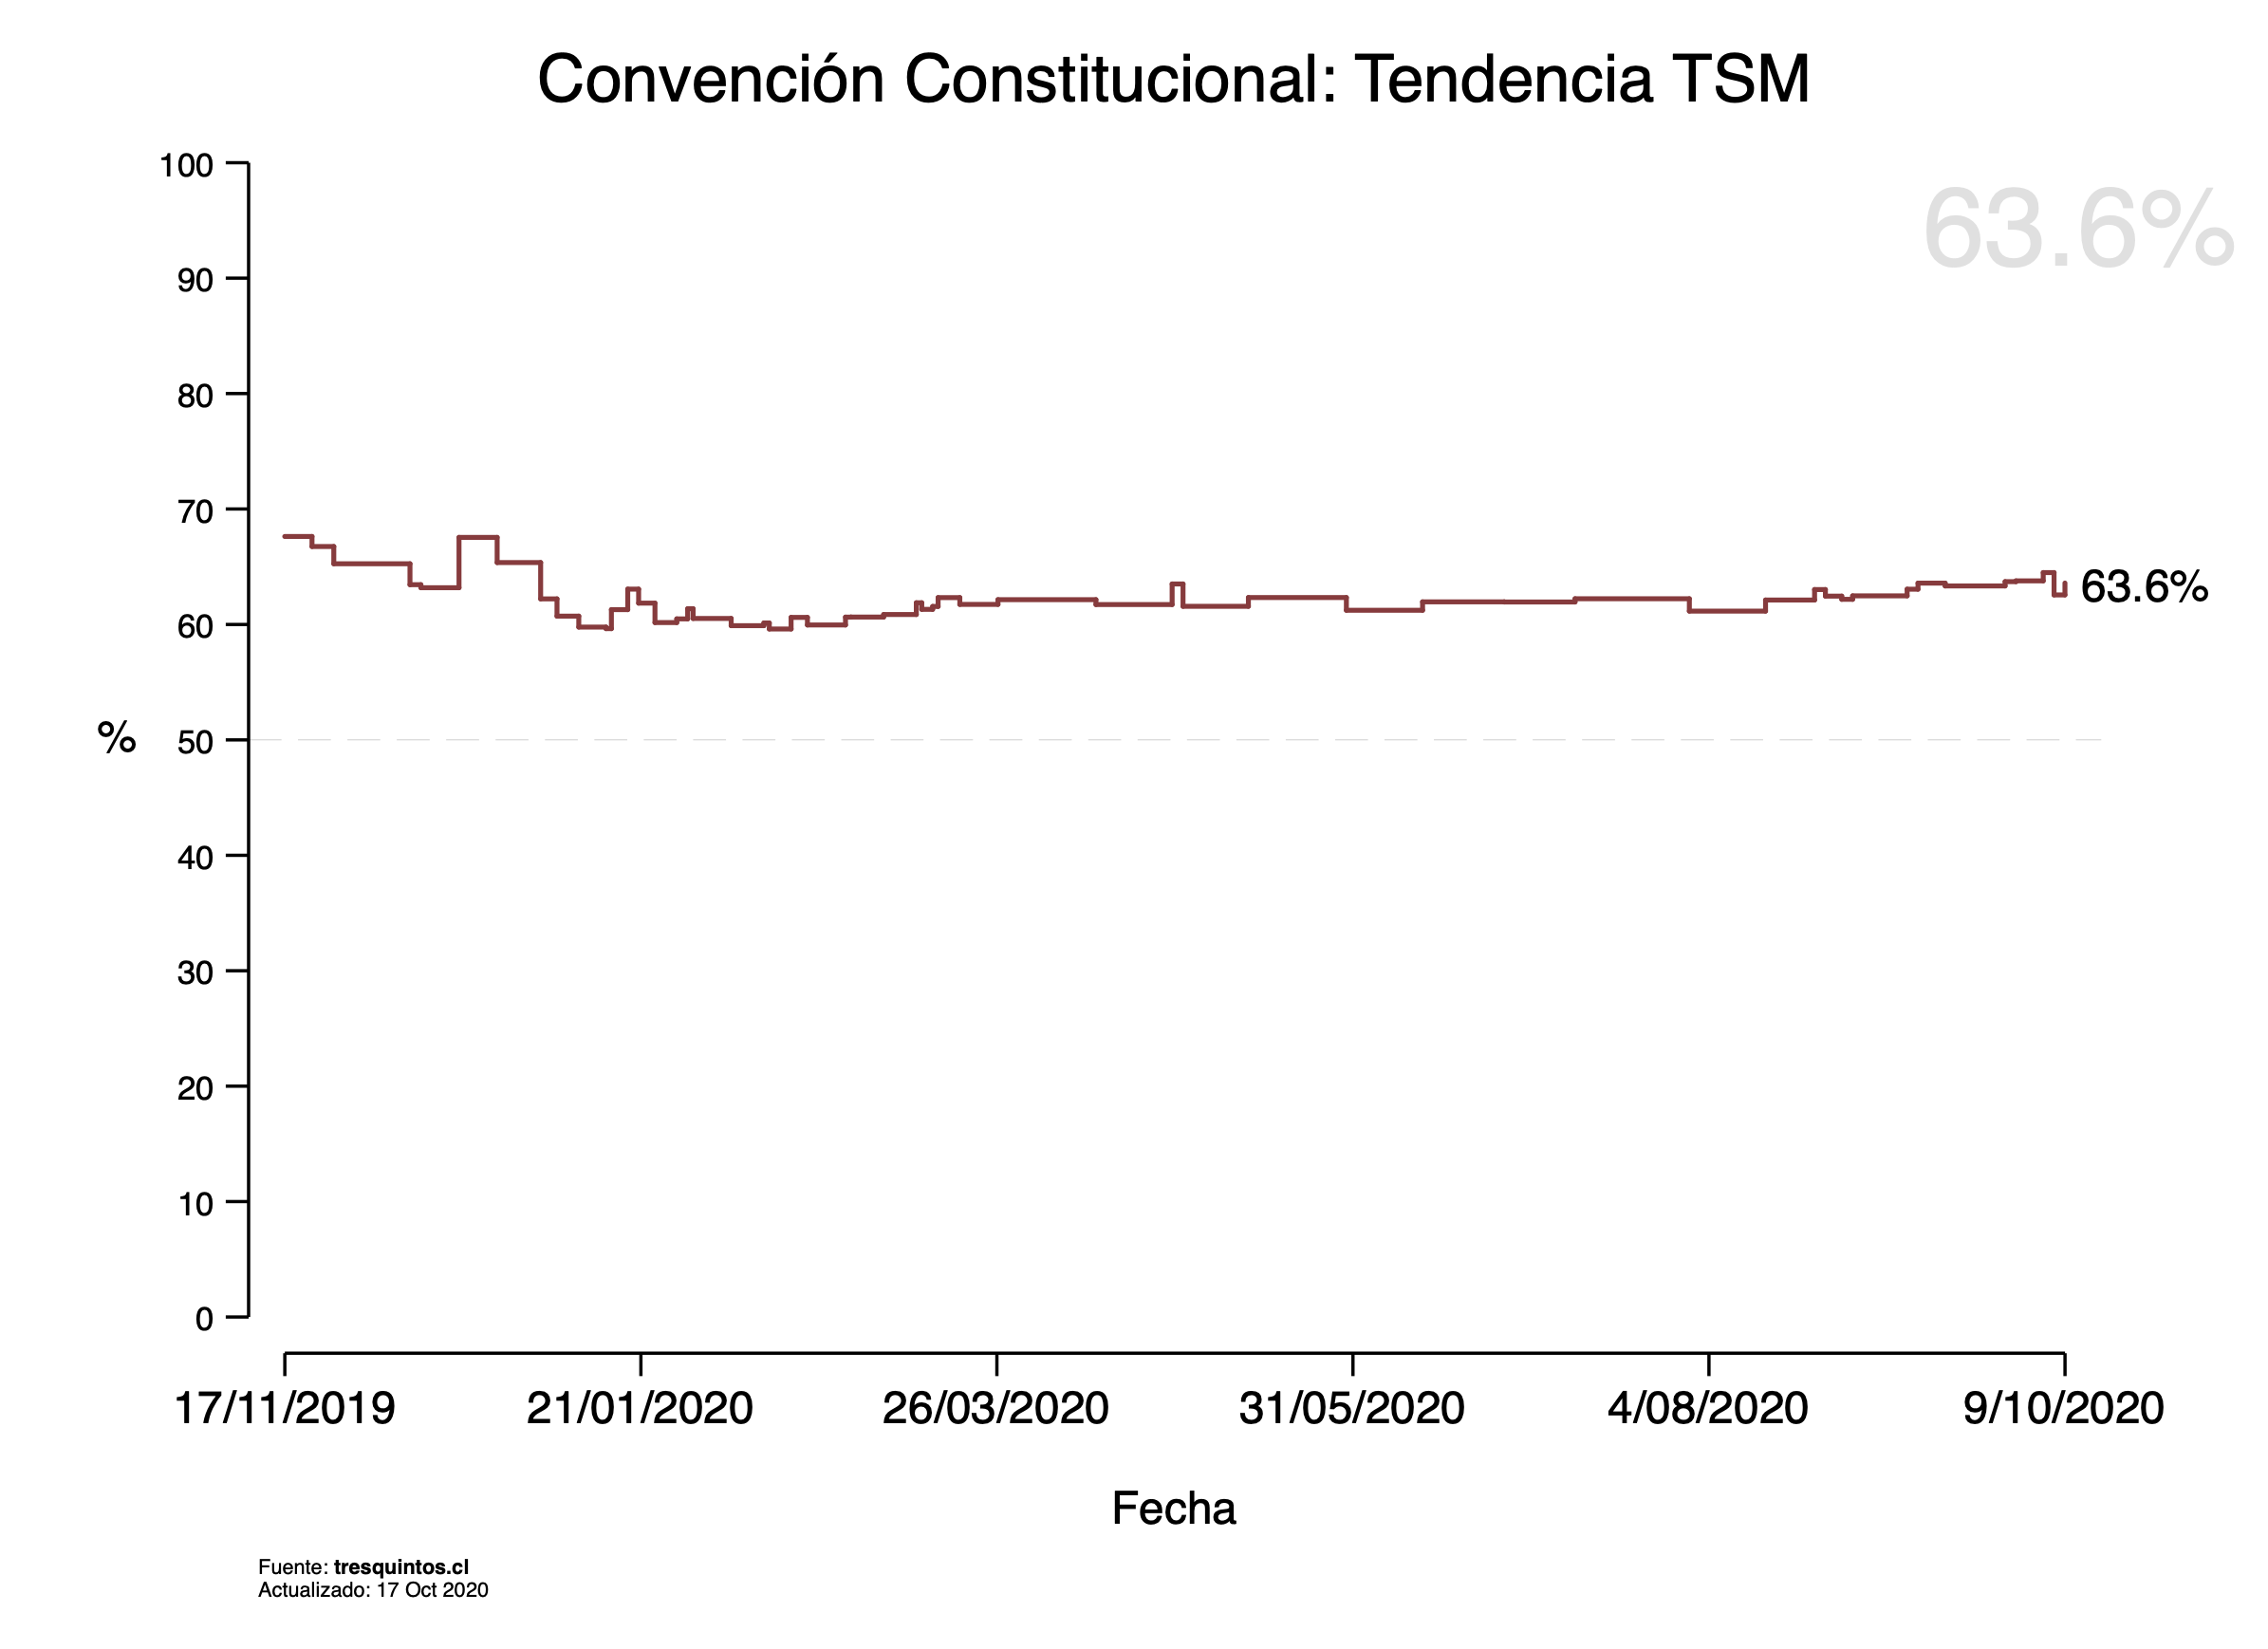 Convención Constitucional: Tendencia TSM
63.6%
100
90
80
70
60
50
40
30
20
10
0
%
63.6%
17/11/2019 21/01/2020 26/03/2020 31/05/2020 4/08/2020 9/10/2020
Fecha
Fuente: tresquintos.cl
Actualizado: 17 Oct 2020